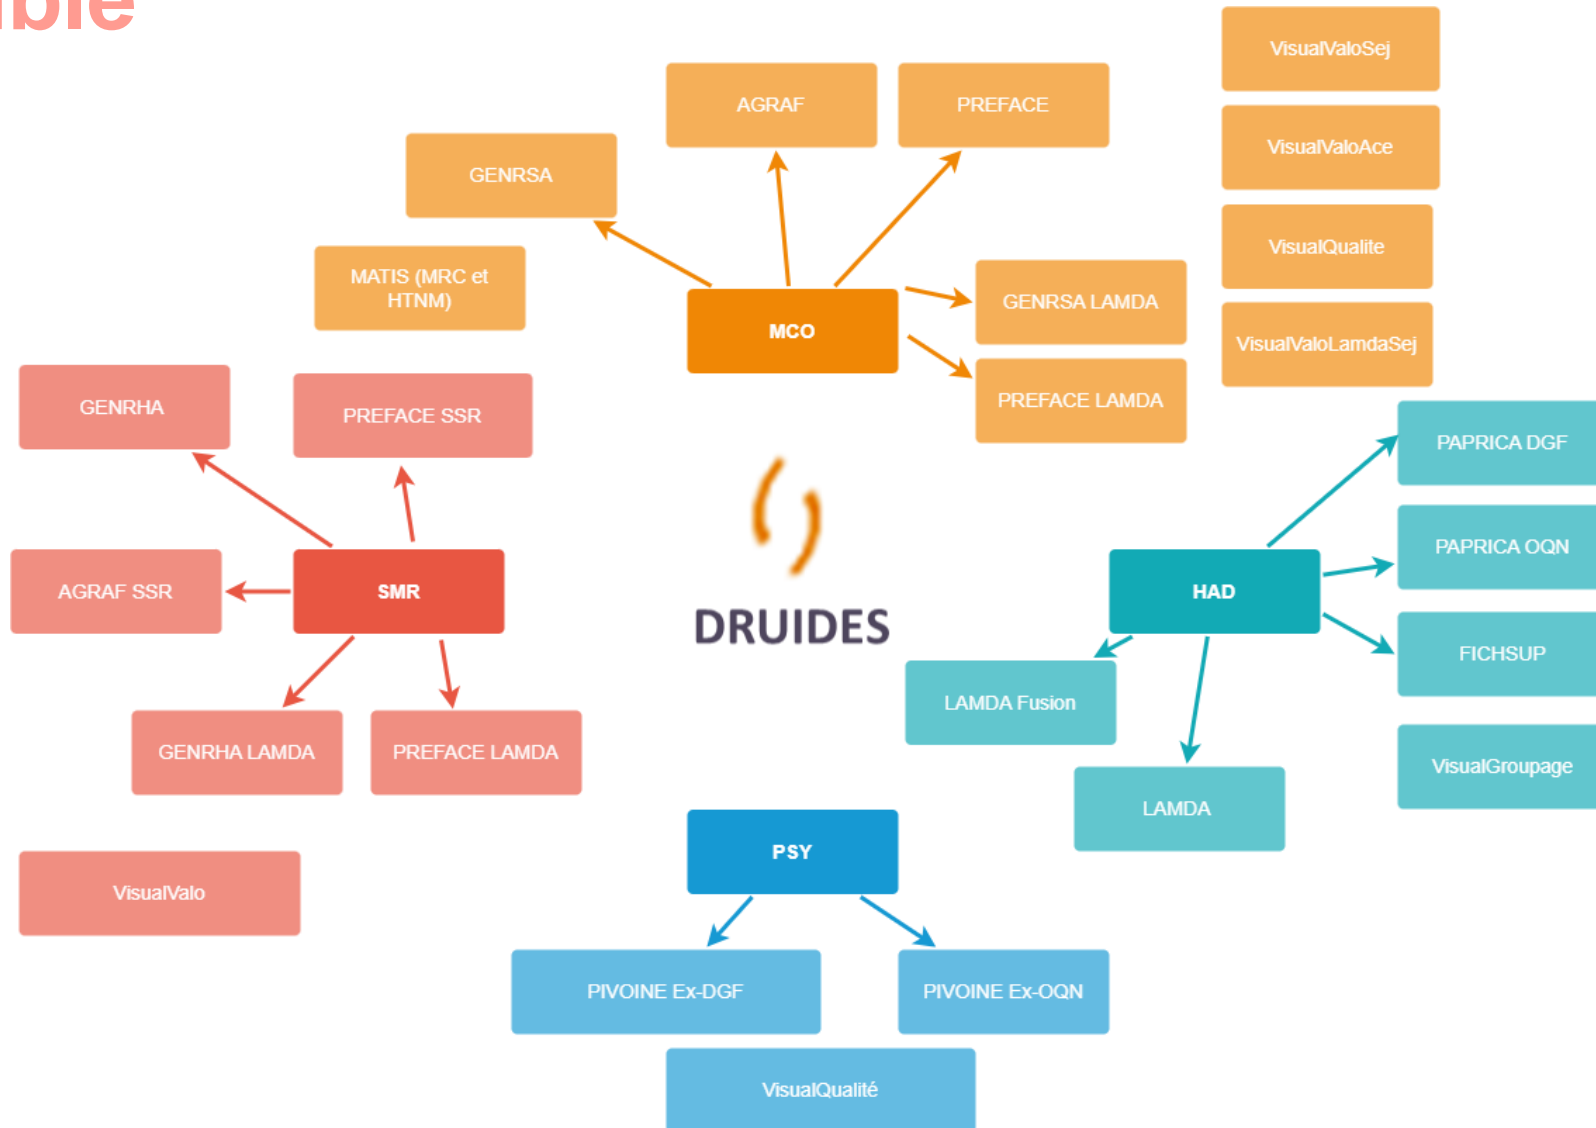 VisualValoSej
AGRAF
PREFACE
VisualValoAce
GENRSA
VisualQualite
MATIS (MRC et
HTNM)
GENRSA LAMDA
MCO
VisualValoLamdaSej
PREFACE LAMDA
GENRHA
PREFACE SSR
PAPRICA DGF
PAPRICA OQN
AGRAF SSR
SMR
HAD
DRUIDES
FICHSUP
LAMDA Fusion
GENRHA LAMDA
PREFACE LAMDA
VisualGroupage
LAMDA
PSY
VisualValo
PIVOINE Ex-DGF
PIVOINE Ex-OQN
VisualQualité